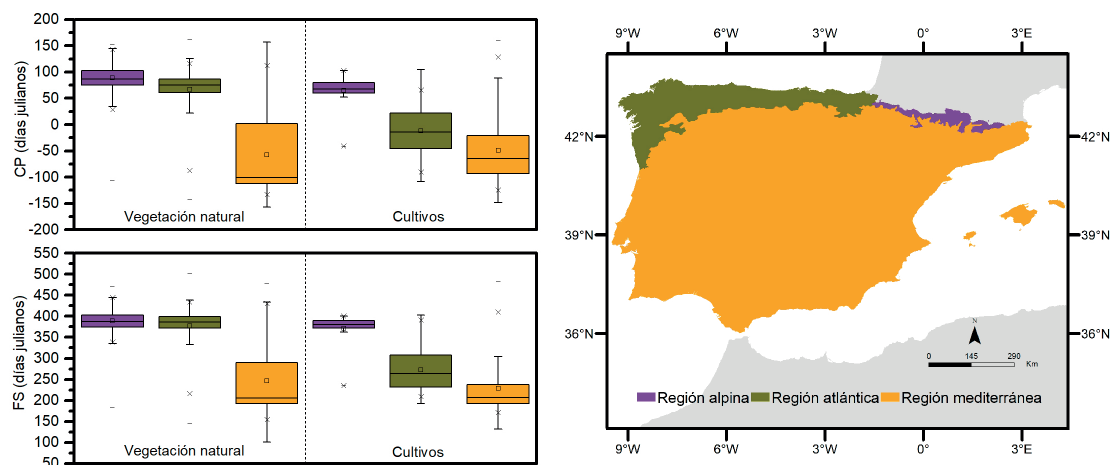 200
150
100
50
0
-50
-100
-150
-200
CP (días julianos)
Vegetación natural
Cultivos
550
500
450
400
350
300
250
200
150
100
50
FS (días julianos)
Vegetación natural
Cultivos
9°W 6°W 3°W 0° 3°E
42°N 42°N
39°N 39°N
36°N 36°N
N
0 145 290 Km
Región alpina Región atlántica Región mediterránea
9°W 6°W 3°W 0° 3°E